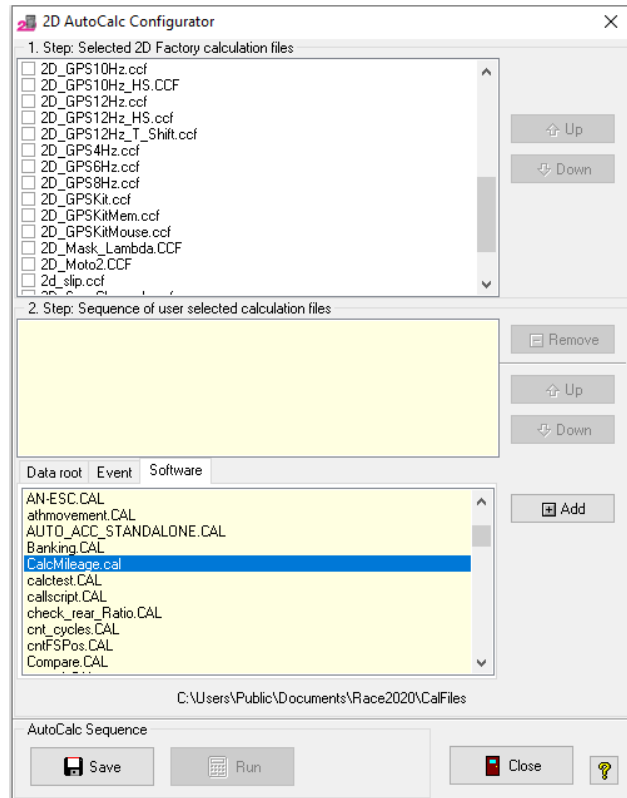 2D AutoCalc Configurator
1. Step: Selected 2D Factory calculation files
2D_GPS10Hz.ccf
2D_GPS10Hz_HS.CCF
2D_GPS12Hz.ccf
2D_GPS12Hz_HS.ccf
2D_GPS12Hz_T_Shift.ccf
2D_GPS4Hz.ccf
2D_GPS6Hz.ccf
2D_GPS8Hz.ccf
2D_GPSKit.ccf
2D_GPSKitMem.ccf
2D_GPSKitMouse.ccf
2D_Mask_Lambda.CCF
2D_Moto2.CCF
2d_slip.ccf
Up
Down
2. Step: Sequence of user selected calculation files
Remove
Up
Down
Data root Event Software
AN-ESC.CAL
athmovement.CAL
AUTO_ACC_STANDALONE.CAL
Banking.CAL
CalcMileage.cal
calctest.CAL
callscript.CAL
check_rear_Ratio.CAL
cnt_cycles.CAL
cntFSPos.CAL
Compare.CAL
Add
C:\Users\Public\Documents\Race2020\CalFiles
AutoCalc Sequence
Save
Run
Close
?